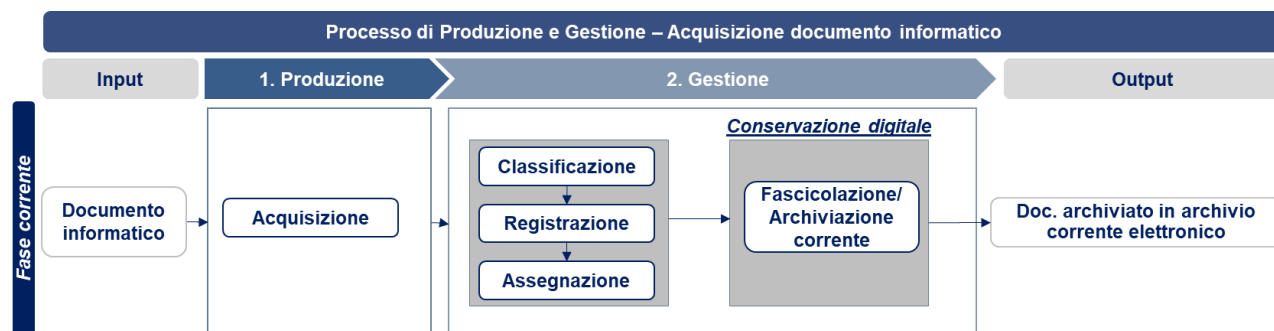 Processo di Produzione e Gestione – Acquisizione documento informatico
Input
1. Produzione
2. Gestione
Output
Fase corrente
Documento
informatico
Acquisizione
Classificazione
Registrazione
Assegnazione
Conservazione digitale
Fascicolazione/
Archiviazione
corrente
Doc. archiviato in archivio
corrente elettronico